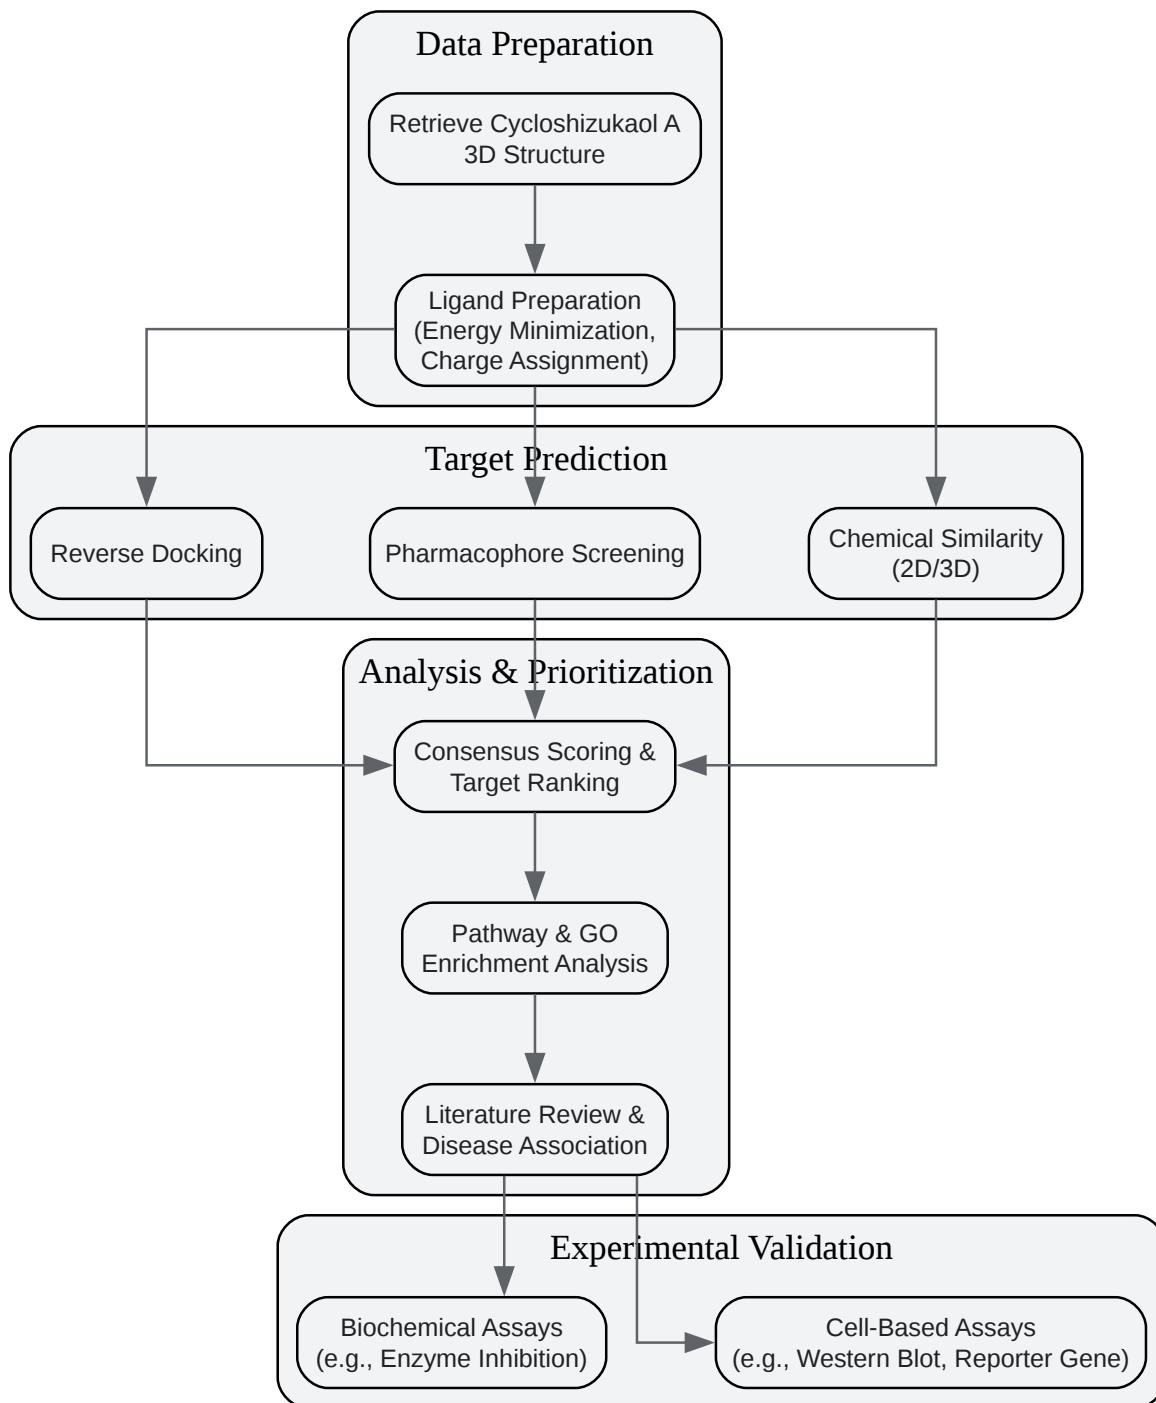 Data Preparation
Retrieve Cycloshizukaol A
3D Structure
Ligand Preparation
(Energy Minimization,
Charge Assignment)
Target Prediction
Reverse Docking
Pharmacophore Screening
Chemical Similarity
(2D/3D)
Analysis & Prioritization
Consensus Scoring &
Target Ranking
Pathway & GO
Enrichment Analysis
Literature Review &
Disease Association
Experimental Validation
Biochemical Assays
(e.g., Enzyme Inhibition)
Cell-Based Assays
(e.g., Western Blot, Reporter Gene)